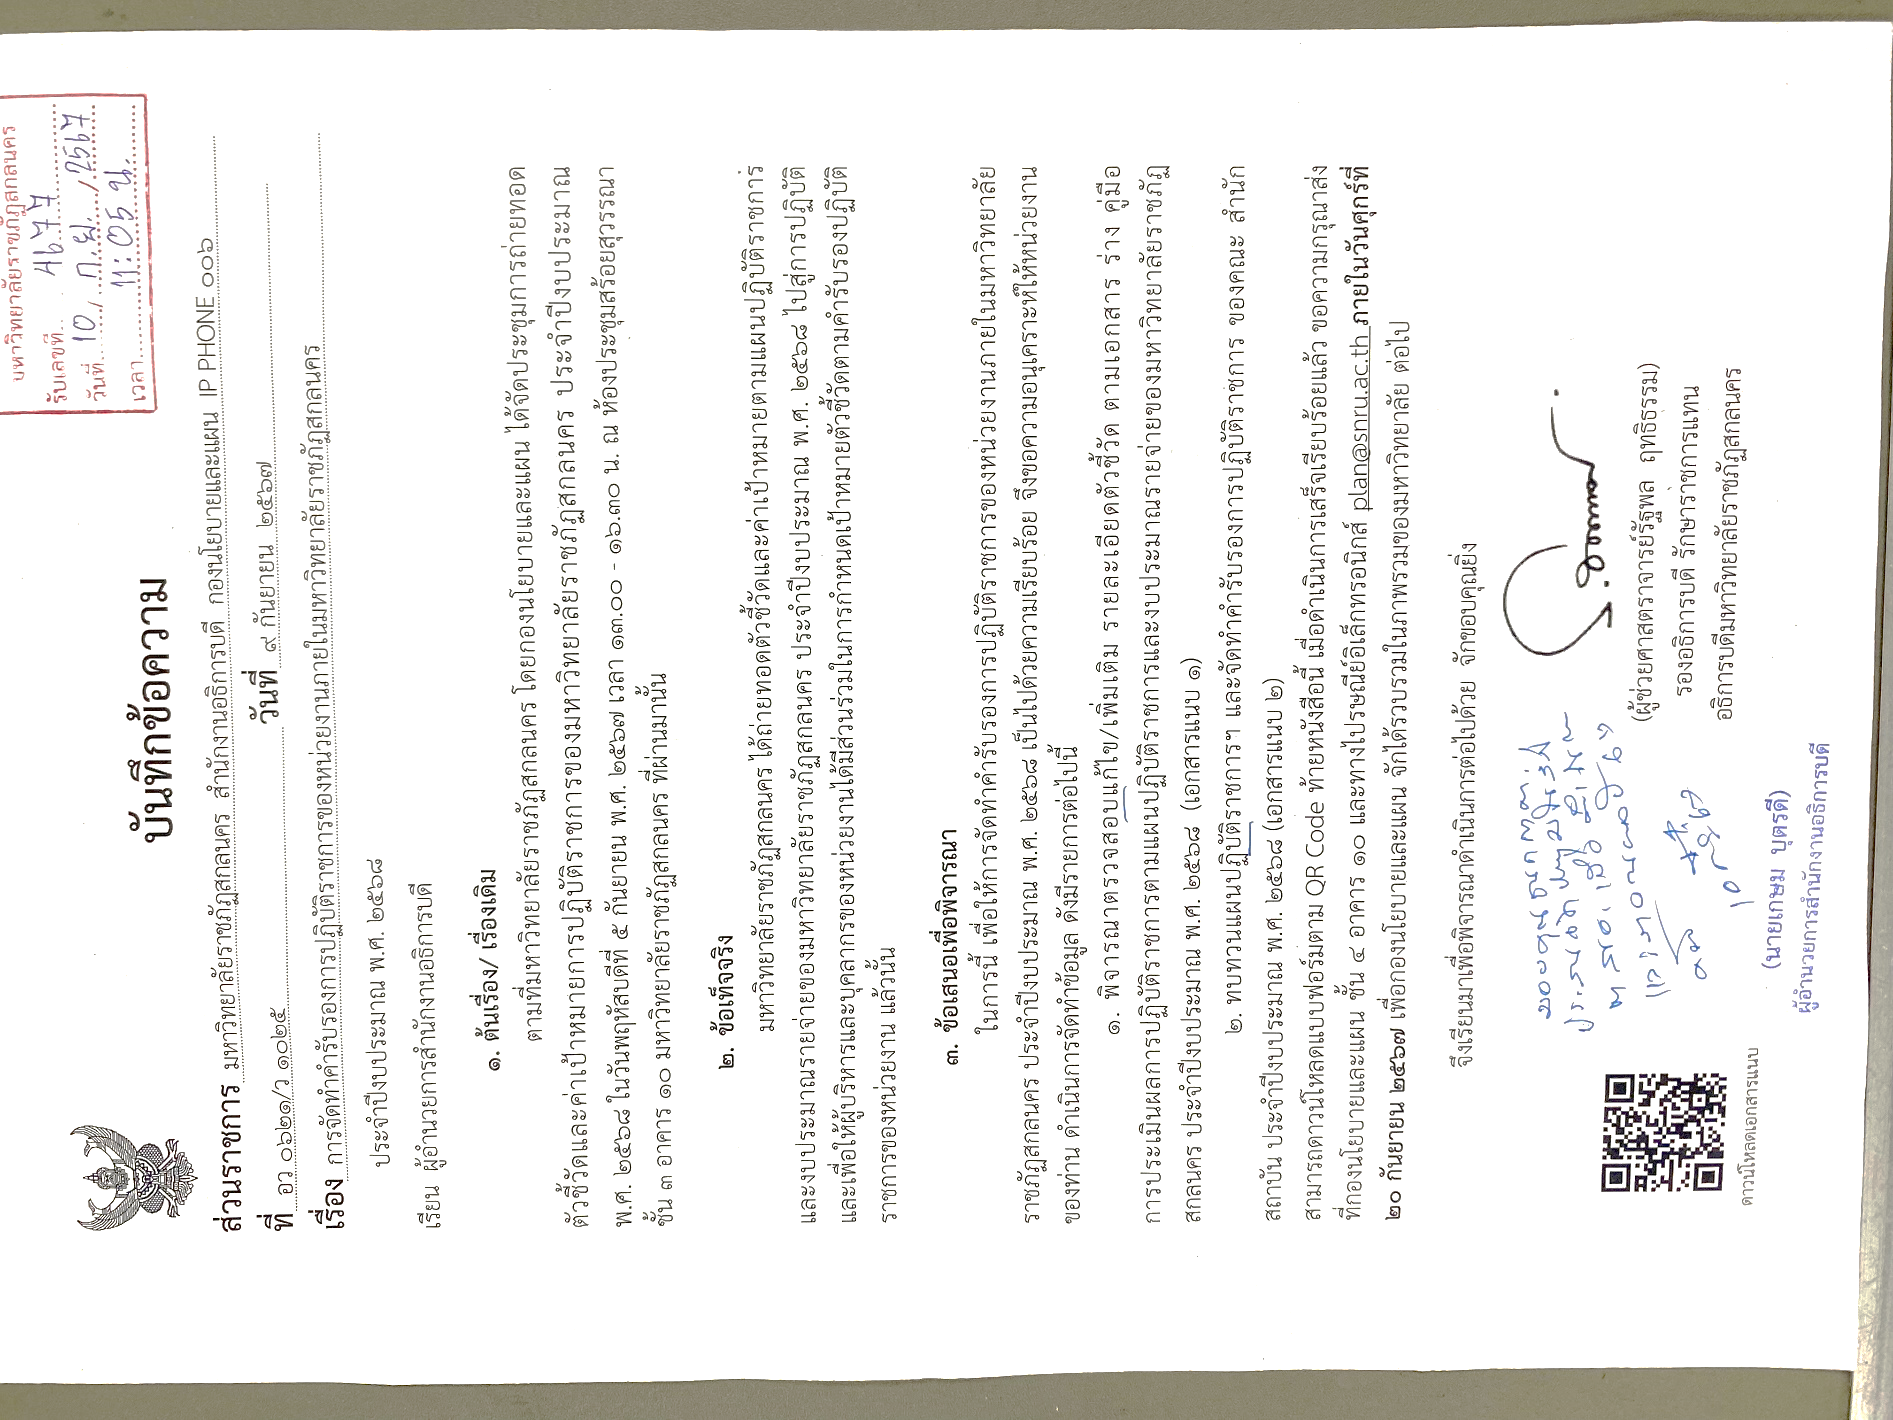 มหาวิทยาลัยราชภัฏสกลนคร
รับเลขที่ 4677
วันที่ 10 / ก.ย. / 2567
เวลา 11:05 น.
บันทึกข้อความ
ส่วนราชการ มหาวิทยาลัยราชภัฏสกลนคร สำนักงานอธิการบดี กองนโยบายและแผน IP PHONE ๐๐๖
ที่ อว ๐๖๒๑/ว ๑๐๒๕ วันที่ ๙ กันยายน ๒๕๖๗
เรื่อง การจัดทำคำรับรองการปฏิบัติราชการของหน่วยงานภายในมหาวิทยาลัยราชภัฏสกลนคร
ประจำปีงบประมาณ พ.ศ. ๒๕๖๘
เรียน ผู้อำนวยการสำนักงานอธิการบดี
๑. ต้นเรื่อง/ เรื่องเดิม
ตามที่มหาวิทยาลัยราชภัฏสกลนคร โดยกองนโยบายและแผน ได้จัดประชุมการถ่ายทอด
ตัวชี้วัดและค่าเป้าหมายการปฏิบัติราชการของมหาวิทยาลัยราชภัฏสกลนคร ประจำปีงบประมาณ
พ.ศ. ๒๕๖๘ ในวันพฤหัสบดีที่ ๕ กันยายน พ.ศ. ๒๕๖๗ เวลา ๑๓.๐๐ - ๑๖.๓๐ น. ณ ห้องประชุมสร้อยสุวรรณา
ชั้น ๓ อาคาร ๑๐ มหาวิทยาลัยราชภัฏสกลนคร ที่ผ่านมานั้น
๒. ข้อเท็จจริง
มหาวิทยาลัยราชภัฏสกลนคร ได้ถ่ายทอดตัวชี้วัดและค่าเป้าหมายตามแผนปฏิบัติราชการ
และงบประมาณรายจ่ายของมหาวิทยาลัยราชภัฏสกลนคร ประจำปีงบประมาณ พ.ศ. ๒๕๖๘ ไปสู่การปฏิบัติ
และเพื่อให้ผู้บริหารและบุคลากรของหน่วยงานได้มีส่วนร่วมในการกำหนดเป้าหมายตัวชี้วัดตามคำรับรองปฏิบัติ
ราชการของหน่วยงาน แล้วนั้น
๓. ข้อเสนอเพื่อพิจารณา
ในการนี้ เพื่อให้การจัดทำคำรับรองการปฏิบัติราชการของหน่วยงานภายในมหาวิทยาลัย
ราชภัฏสกลนคร ประจำปีงบประมาณ พ.ศ. ๒๕๖๘ เป็นไปด้วยความเรียบร้อย จึงขอความอนุเคราะห์ให้หน่วยงาน
ของท่าน ดำเนินการจัดทำข้อมูล ดังมีรายการต่อไปนี้
๑. พิจารณาตรวจสอบแก้ไข/เพิ่มเติม รายละเอียดตัวชี้วัด ตามเอกสาร ร่าง คู่มือ
การประเมินผลการปฏิบัติราชการตามแผนปฏิบัติราชการและงบประมาณรายจ่ายของมหาวิทยาลัยราชภัฏ
สกลนคร ประจำปีงบประมาณ พ.ศ. ๒๕๖๘ (เอกสารแนบ ๑)
๒. ทบทวนแผนปฏิบัติราชการฯ และจัดทำคำรับรองการปฏิบัติราชการ ของคณะ สำนัก
สถาบัน ประจำปีงบประมาณ พ.ศ. ๒๕๖๘ (เอกสารแนบ ๒)
สามารถดาวน์โหลดแบบฟอร์มตาม QR Code ท้ายหนังสือนี้ เมื่อดำเนินการเสร็จเรียบร้อยแล้ว ขอความกรุณาส่ง
ที่กองนโยบายและแผน ชั้น ๔ อาคาร ๑๐ และทางไปรษณีย์อิเล็กทรอนิกส์ plan@snru.ac.th ภายในวันศุกร์ที่
๒๐ กันยายน ๒๕๖๗ เพื่อกองนโยบายและแผน จักได้รวบรวมในภาพรวมของมหาวิทยาลัย ต่อไป
จึงเรียนมาเพื่อพิจารณาดำเนินการต่อไปด้วย จักขอบคุณยิ่ง
(ผู้ช่วยศาสตราจารย์รัฐพล ฤทธิธรรม)
รองอธิการบดี รักษาราชการแทน
อธิการบดีมหาวิทยาลัยราชภัฏสกลนคร
ดาวน์โหลดเอกสารแนบ
(นายเกษม บุตรดี)
ผู้อำนวยการสำนักงานอธิการบดี